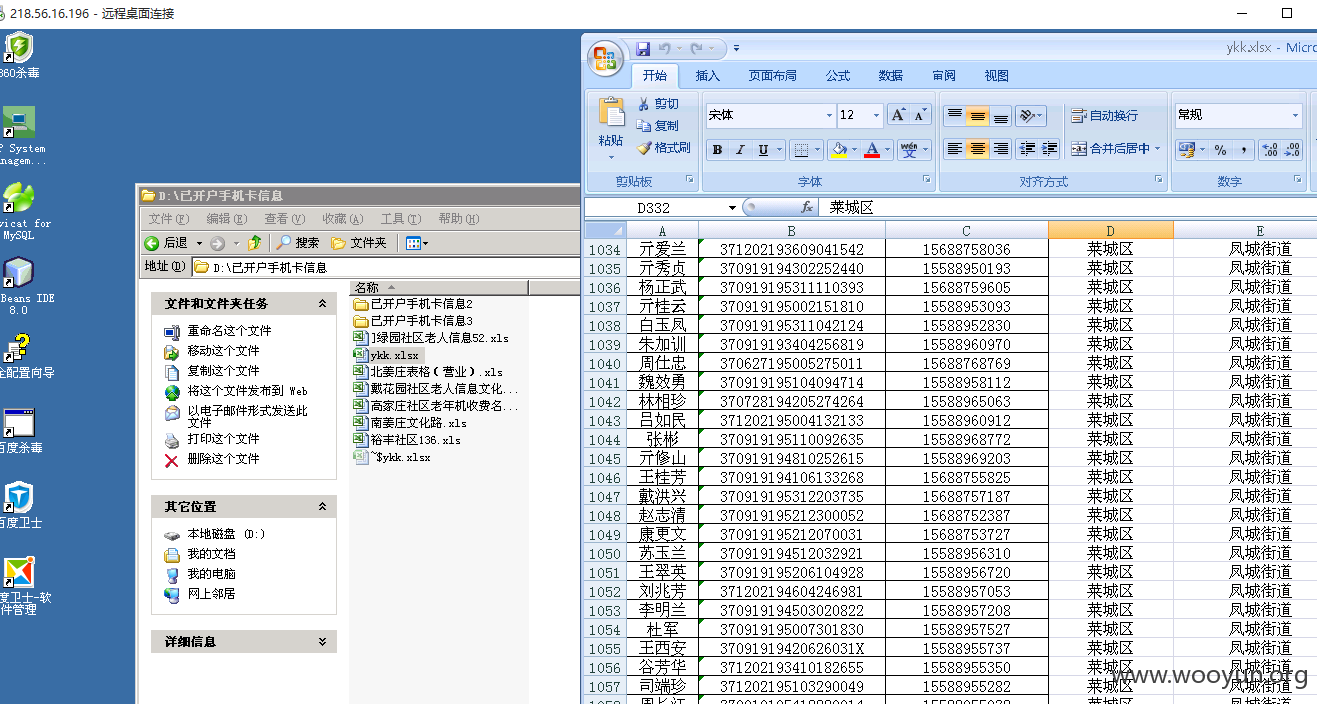 218.56.16.196 - 远程桌面连接
360杀毒
System
nagem...
vicat for
MySQL
Beans IDE
8.0
全配置向导
百度杀毒
百度卫士
度卫士-软
件管理
D:\已开户手机卡信息
文件(F) 编辑(E) 查看(V) 收藏(A) 工具(T) 帮助(H)
后退 搜索 文件夹
地址(D) D:\已开户手机卡信息
文件和文件夹任务
重命名这个文件
移动这个文件
复制这个文件
将这个文件发布到 Web
以电子邮件形式发送此
文件
打印这个文件
删除这个文件
其它位置
本地磁盘 (D:)
我的文档
我的电脑
网上邻居
详细信息
名称
已开户手机卡信息2
已开户手机卡信息3
]绿园社区老人信息52.xls
ykk.xlsx
北姜庄表格(营业).xls
戴花园社区老人信息文化...
高家庄社区老年机收费名...
南姜庄文化路.xls
裕丰社区136.xls
~$ykk.xlsx
ykk.xlsx - Micro
开始 插入 页面布局 公式 数据 审阅 视图
粘贴 剪切 复制 格式刷
宋体 12
B I U
自动换行
合并后居中
常规
剪贴板 字体 对齐方式 数字
D332 fx 莱城区
A B C D E
1034 亓爱兰 371202193609041542 15688758036 莱城区 凤城街道
1035 亓秀贞 370919194302252440 15588950193 莱城区 凤城街道
1036 杨正武 370919195311110393 15688759605 莱城区 凤城街道
1037 亓桂云 370919195002151810 15588953093 莱城区 凤城街道
1038 白玉凤 370919195311042124 15588952830 莱城区 凤城街道
1039 朱加训 370919193404256819 15588960970 莱城区 凤城街道
1040 周仕忠 370627195005275011 15688768769 莱城区 凤城街道
1041 魏效勇 370919195104094714 15588958112 莱城区 凤城街道
1042 林相珍 370728194205274264 15588965063 莱城区 凤城街道
1043 吕如民 371202195004132133 15588960912 莱城区 凤城街道
1044 张彬 370919195110092635 15588968772 莱城区 凤城街道
1045 亓修山 370919194810252615 15588969203 莱城区 凤城街道
1046 王桂芳 370919194106133268 15688755825 莱城区 凤城街道
1047 戴洪兴 370919195312203735 15688757187 莱城区 凤城街道
1048 赵志清 370919195212300052 15688752387 莱城区 凤城街道
1049 康更文 370919195212070031 15688753727 莱城区 凤城街道
1050 苏玉兰 370919194512032921 15588956310 莱城区 凤城街道
1051 王翠英 370919195206104928 15588956720 莱城区 凤城街道
1052 刘兆芳 371202194604246981 15588957053 莱城区 凤城街道
1053 李明兰 370919194503020822 15588957208 莱城区 凤城街道
1054 杜军 370919195007301830 15588957527 莱城区 凤城街道
1055 王西安 37091919420626031X 15588955737 莱城区 凤城街道
1056 谷芳华 371202193410182655 15588955350 莱城区 凤城街道
1057 司端珍 371202195103290049 15588955282 莱城区 凤城街道
www.wooyun.org